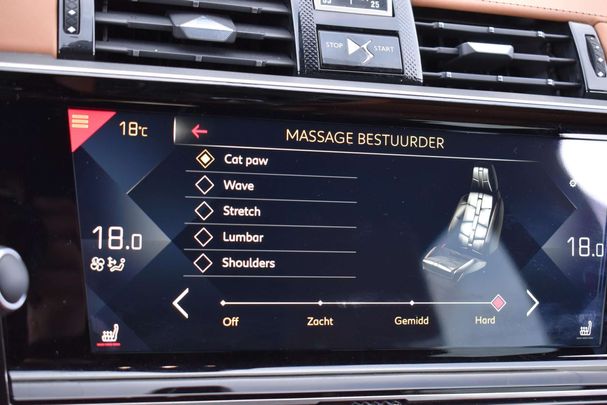 STOP START
18°C
MASSAGE BESTUURDER
Cat paw
Wave
Stretch
Lumbar
Shoulders
18.0
18.0
Off Zacht Gemidd Hard